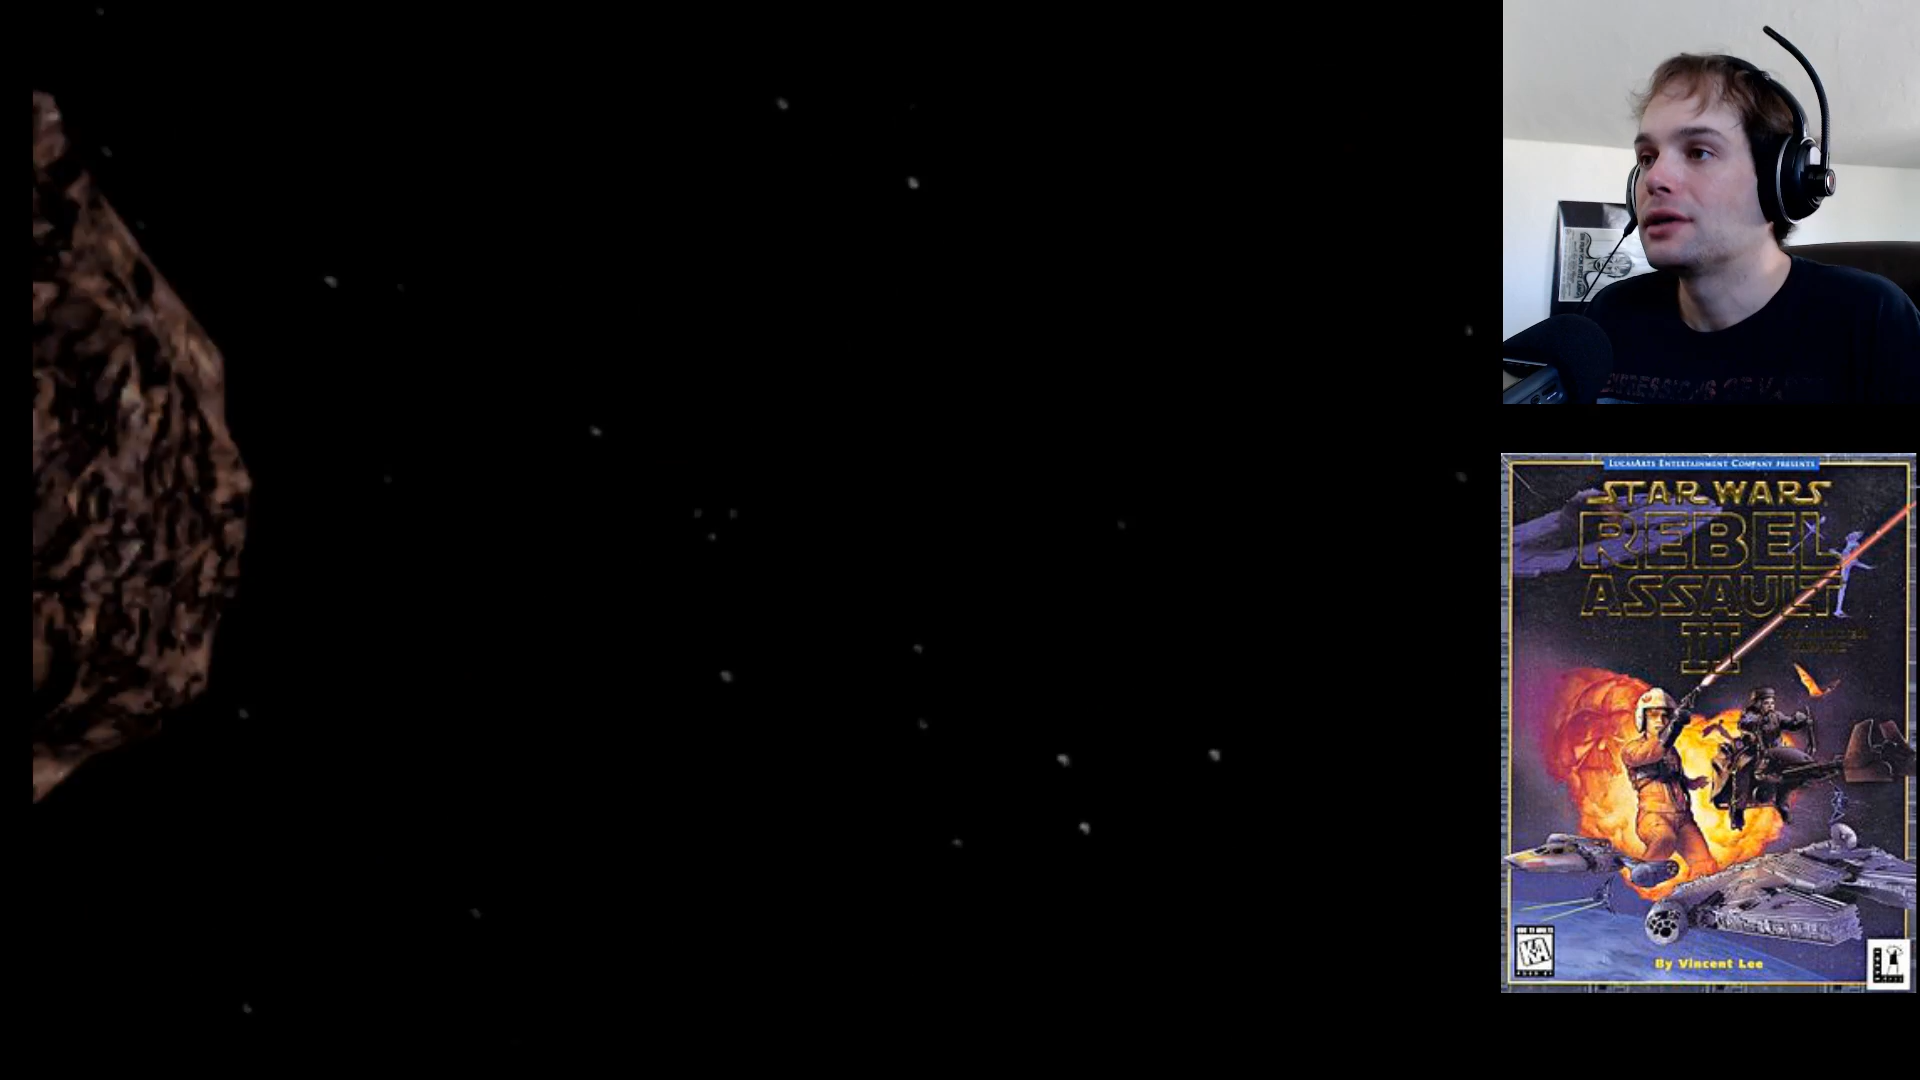 LUCASARTS ENTERTAINMENT COMPANY PRESENTS
STAR WARS
REBEL
ASSAULT
II
K-A
By Vincent Lee